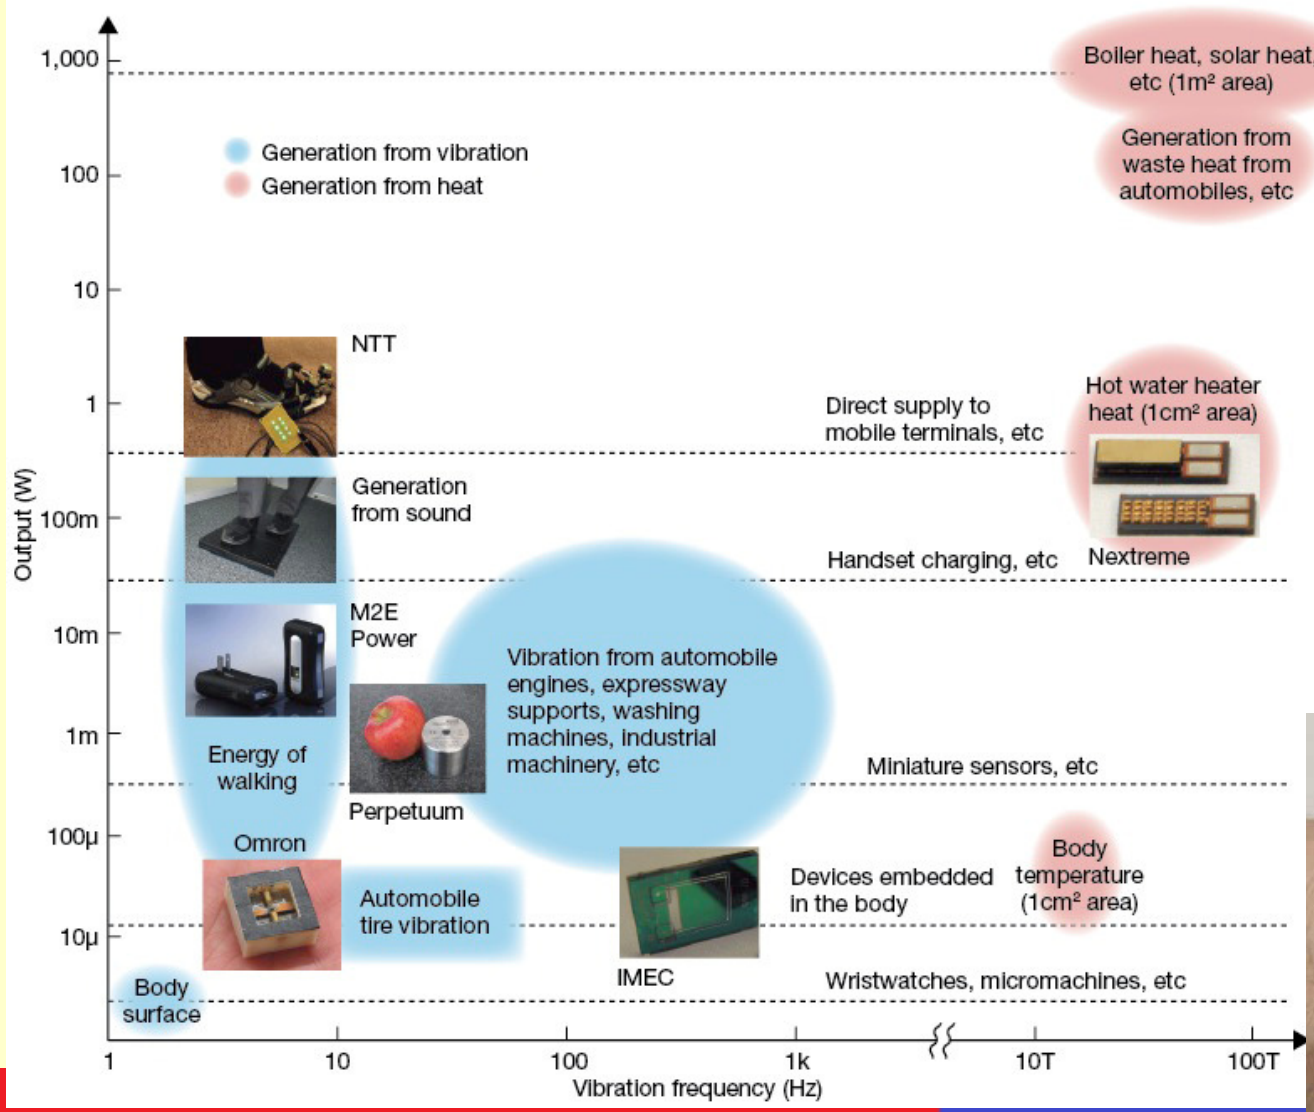 1,000
Boiler heat, solar heat,
etc (1m² area)
Generation from vibration
Generation from heat
Generation from
waste heat from
automobiles, etc
100
10
NTT
1
Direct supply to
mobile terminals, etc
Hot water heater
heat (1cm² area)
Output (W)
Generation
from sound
100m
Handset charging, etc
Nextreme
M2E
Power
10m
Vibration from automobile
engines, expressway
supports, washing
machines, industrial
machinery, etc
1m
Energy of
walking
Miniature sensors, etc
Perpetuum
100µ
Omron
Automobile
tire vibration
Devices embedded
in the body
Body
temperature
(1cm² area)
10µ
IMEC
Body
surface
Wristwatches, micromachines, etc
1
10
100
1k
10T
100T
Vibration frequency (Hz)